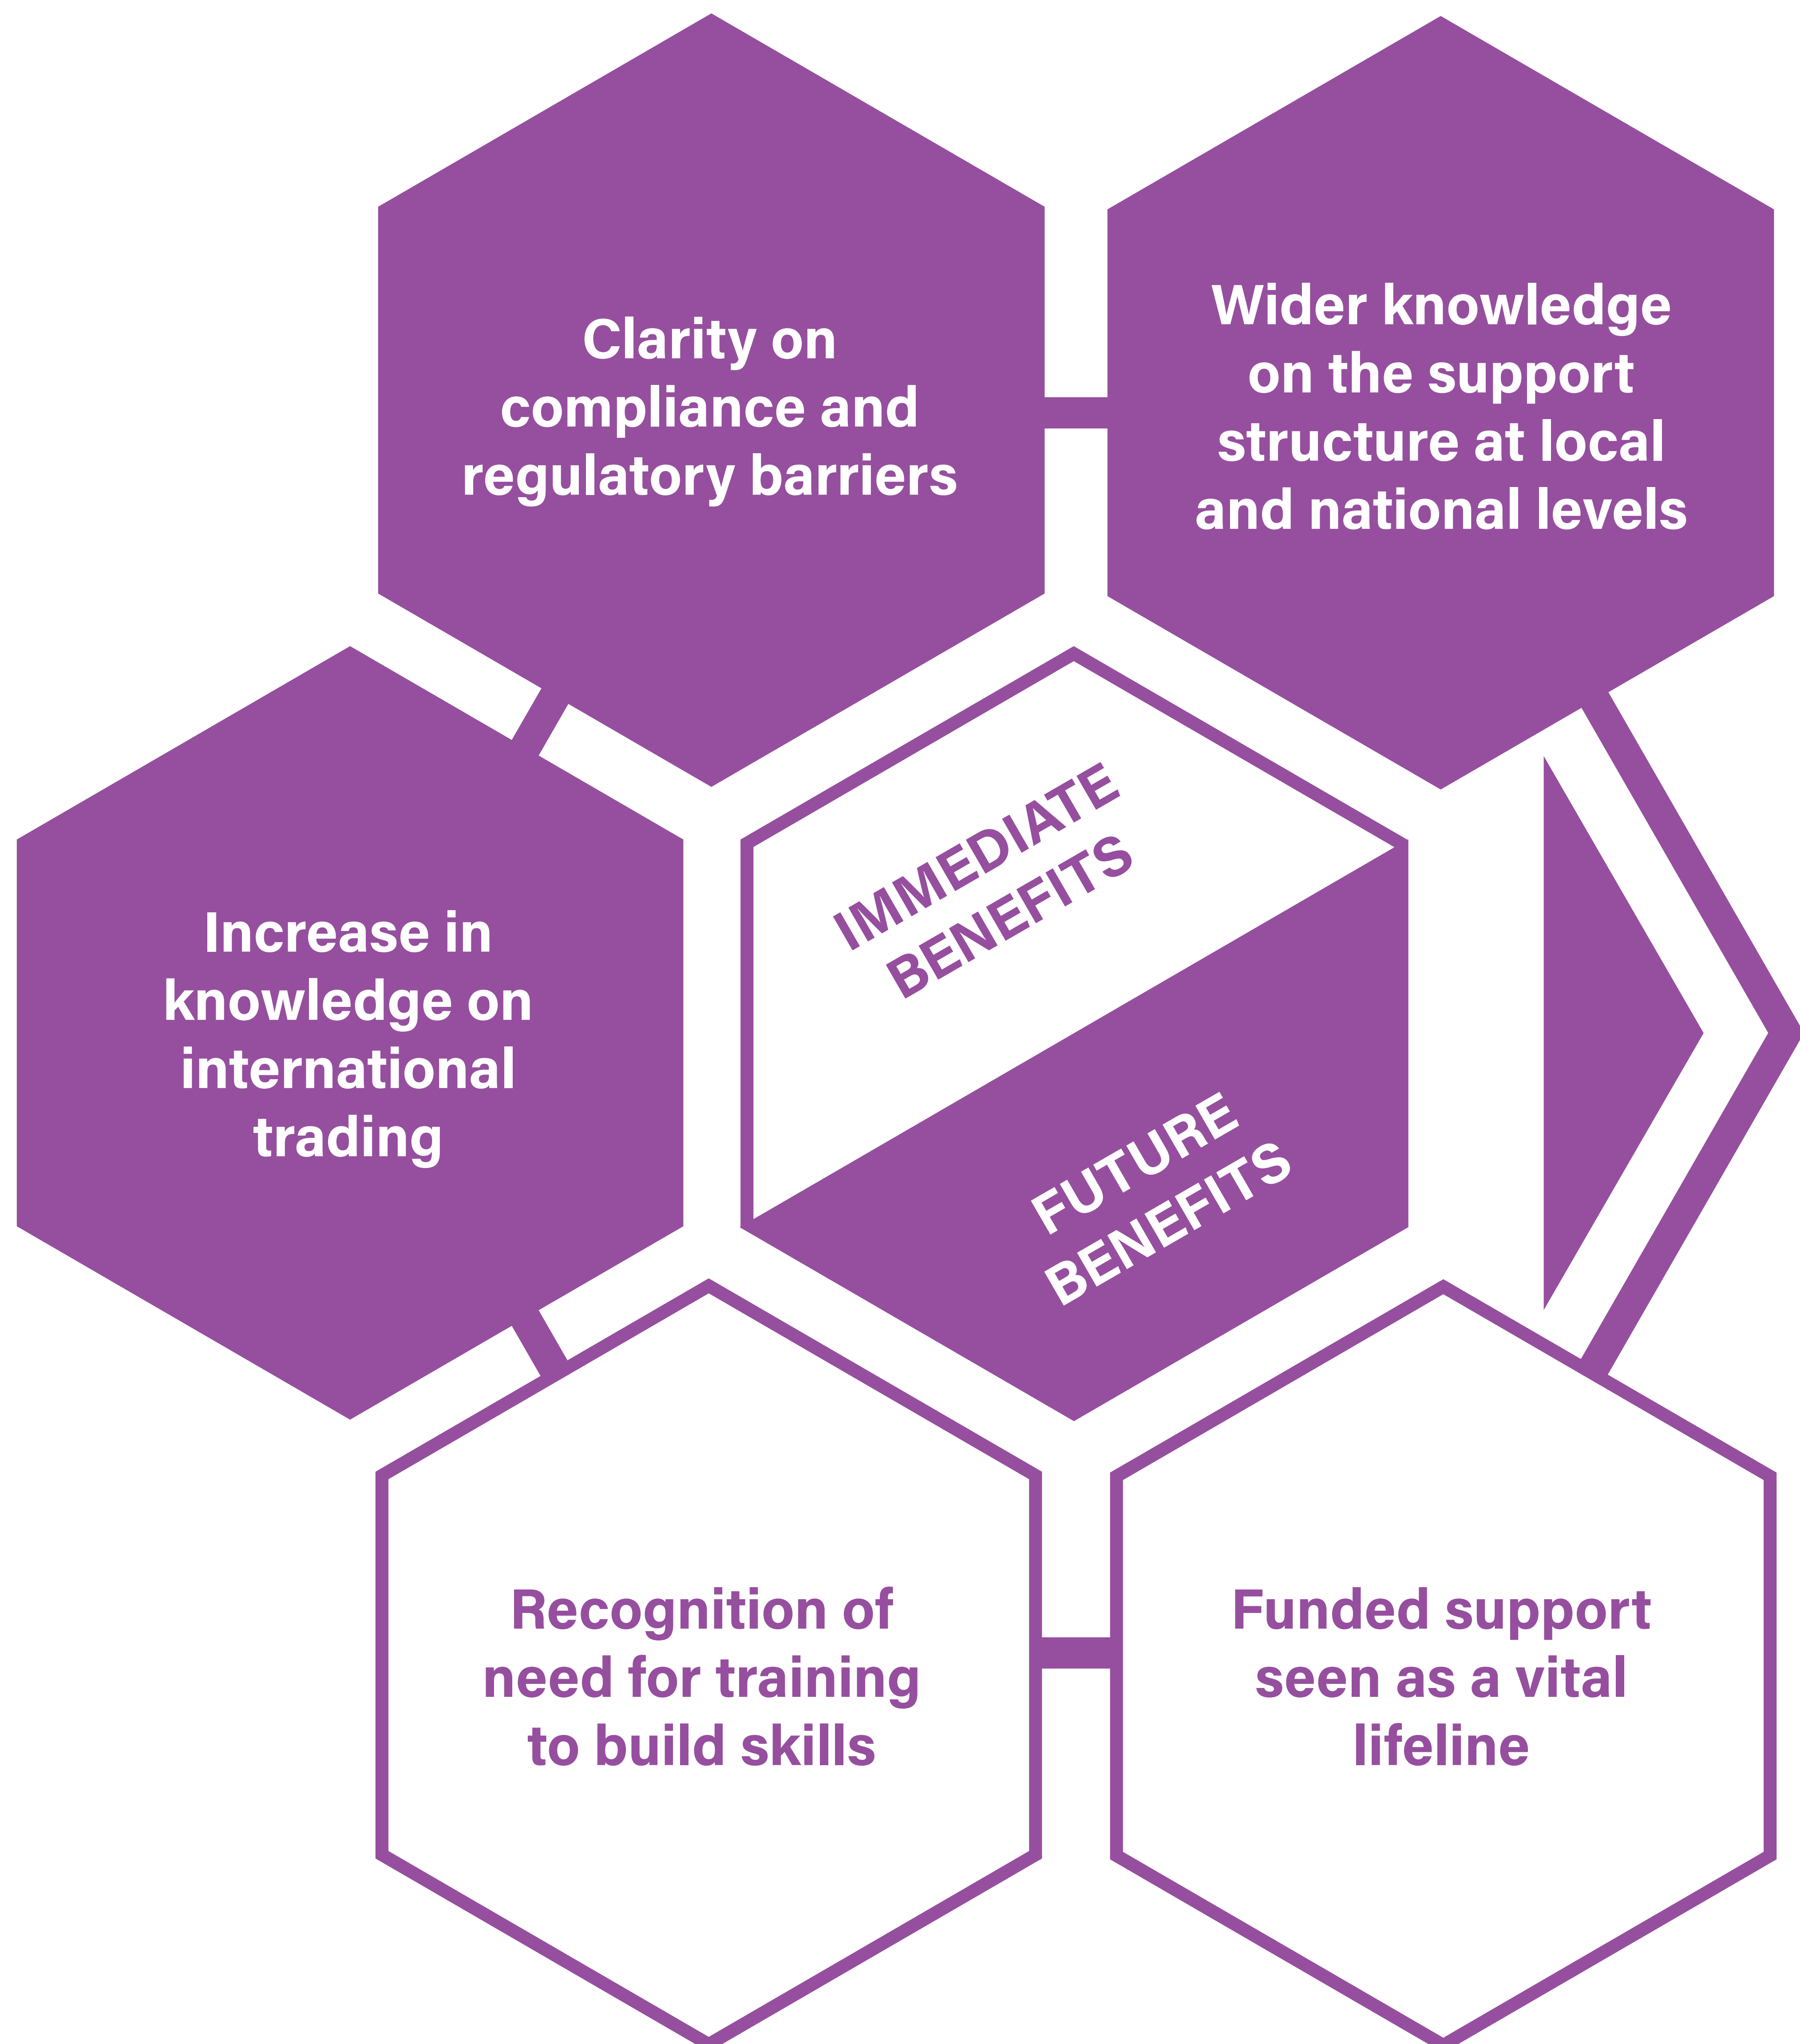 Clarity on
compliance and
regulatory barriers
Wider knowledge
on the support
structure at local
and national levels
Increase in
knowledge on
international
trading
IMMEDIATE
BENEFITS
FUTURE
BENEFITS
Recognition of
need for training
to build skills
Funded support
seen as a vital
lifeline